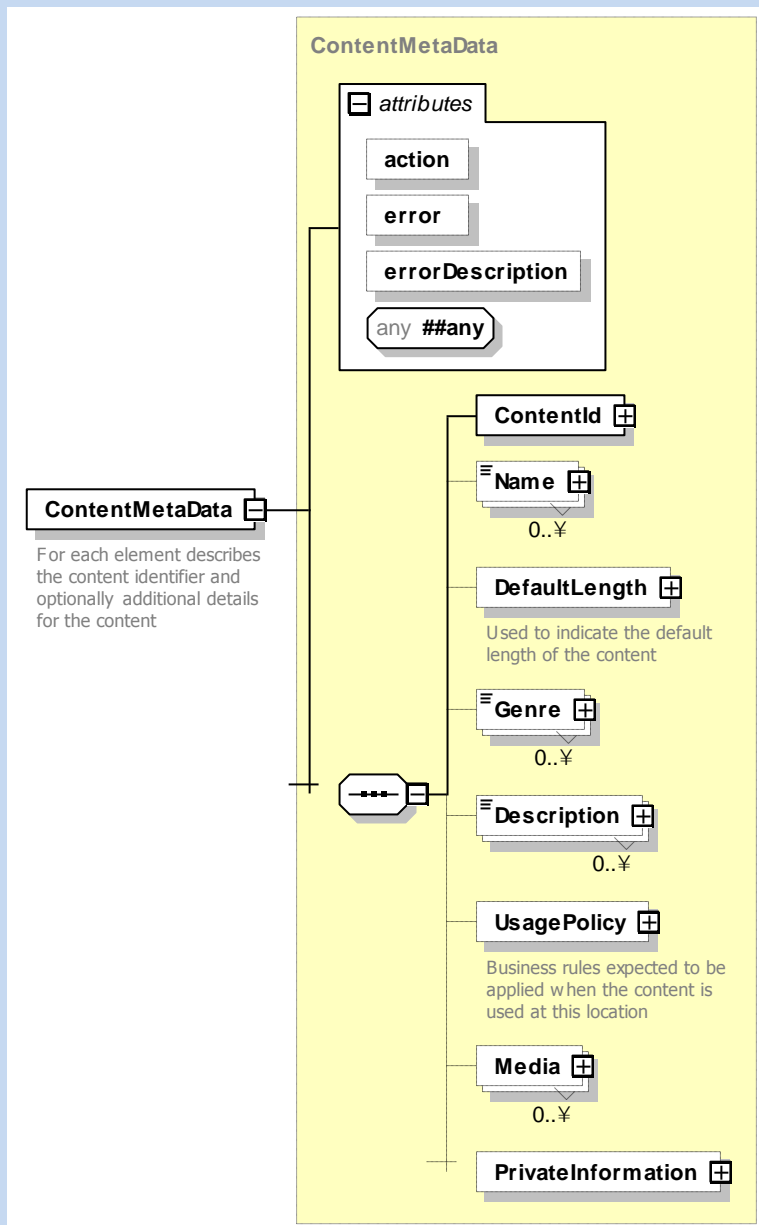 ContentMetaData
attributes
action
error
errorDescription
any ##any
ContentId
Name
0..¥
ContentMetaData
For each element describes
the content identifier and
optionally additional details
for the content
DefaultLength
Used to indicate the default
length of the content
Genre
0..¥
Description
0..¥
UsagePolicy
Business rules expected to be
applied when the content is
used at this location
Media
0..¥
PrivateInformation